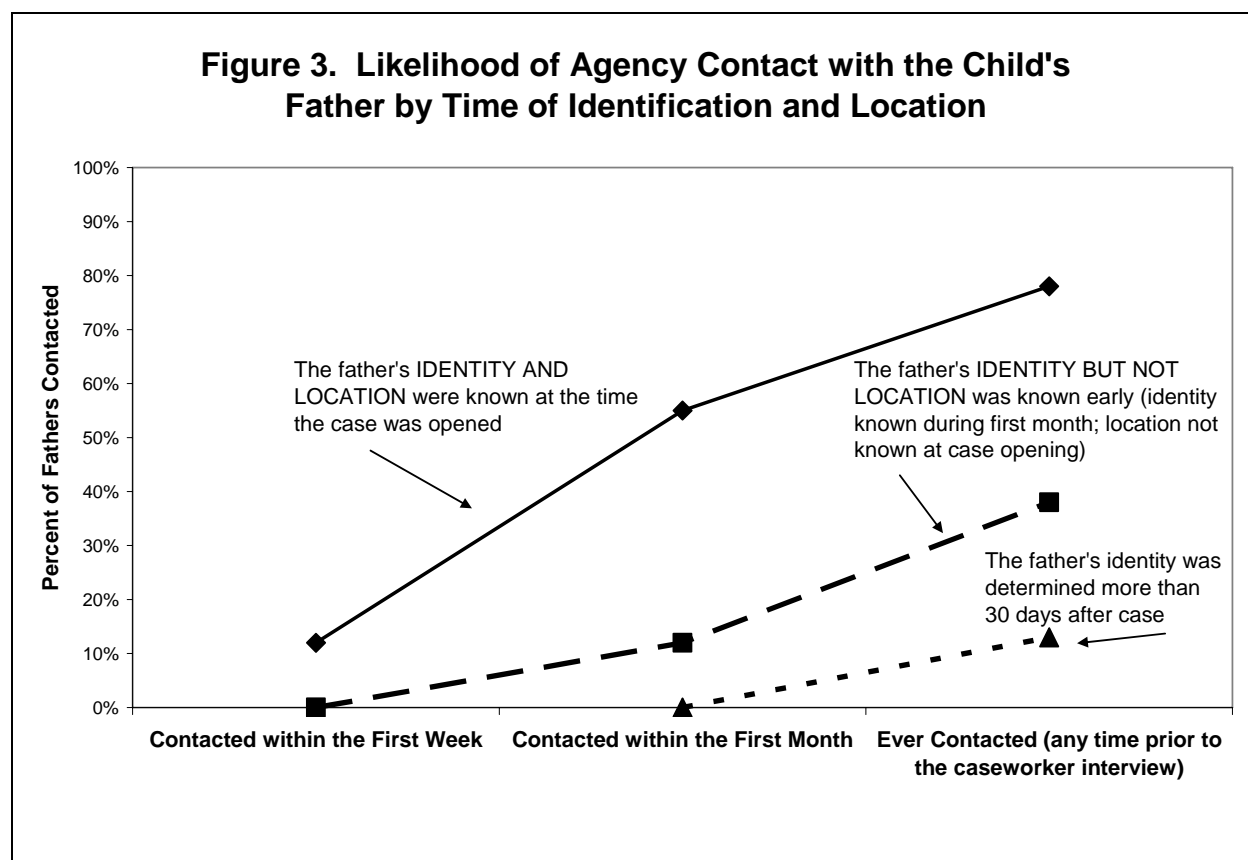 Figure 3.  Likelihood of Agency Contact with the Child's
Father by Time of Identification and Location
100%
90%
80%
70%
60%
50%
40%
30%
20%
10%
0%
Percent of Fathers Contacted
The father's IDENTITY AND
LOCATION were known at the time
the case was opened
The father's IDENTITY BUT NOT
LOCATION was known early (identity
known during first month; location not
known at case opening)
The father's identity was
determined more than
30 days after case
Contacted within the First Week
Contacted within the First Month
Ever Contacted (any time prior to
the caseworker interview)